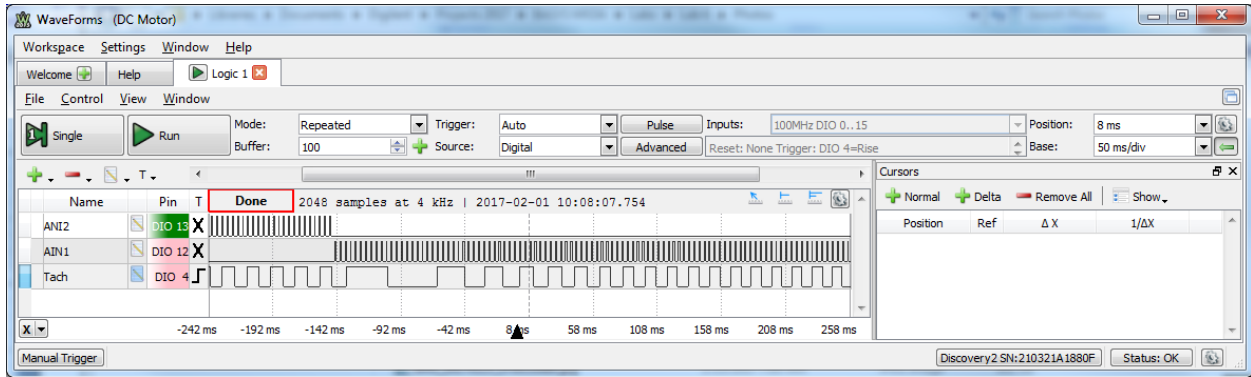 WaveForms (DC Motor)
Workspace Settings Window Help
Welcome Help Logic 1
File Control View Window
Single Run Mode: Repeated Trigger: Auto Pulse Inputs: 100MHz DIO 0..15 Position: 8 ms
Buffer: 100 Source: Digital Advanced Reset: None Trigger: DIO 4=Rise Base: 50 ms/div
T Cursors
Name Pin T Done 2048 samples at 4 kHz | 2017-02-01 10:08:07.754 Normal Delta Remove All Show
Position Ref Δ X 1/ΔX
ANI2 DIO 13 X
AIN1 DIO 12 X
Tach DIO 4
X -242 ms -192 ms -142 ms -92 ms -42 ms 8 ms 58 ms 108 ms 158 ms 208 ms 258 ms
Manual Trigger Discovery2 SN:210321A1880F Status: OK